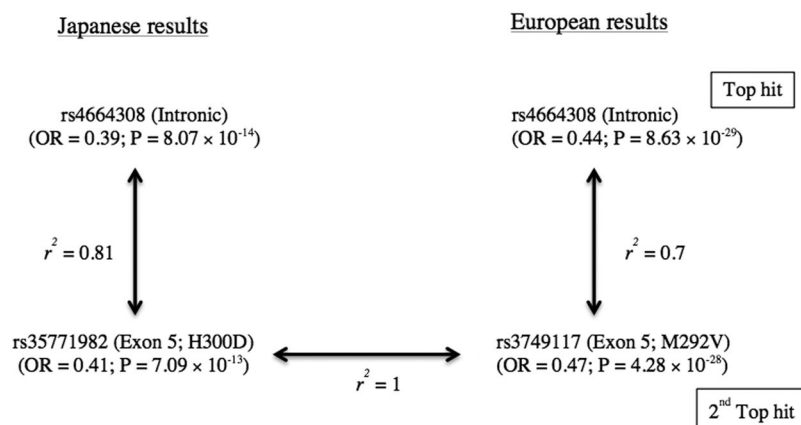 Japanese results
European results
Top hit
rs4664308 (Intronic)
(OR = 0.39; P = 8.07 × 10⁻¹⁴)
rs4664308 (Intronic)
(OR = 0.44; P = 8.63 × 10⁻²⁹)
r² = 0.81
r² = 0.7
rs35771982 (Exon 5; H300D)
(OR = 0.41; P = 7.09 × 10⁻¹³)
rs3749117 (Exon 5; M292V)
(OR = 0.47; P = 4.28 × 10⁻²⁸)
r² = 1
2ⁿᵈ Top hit